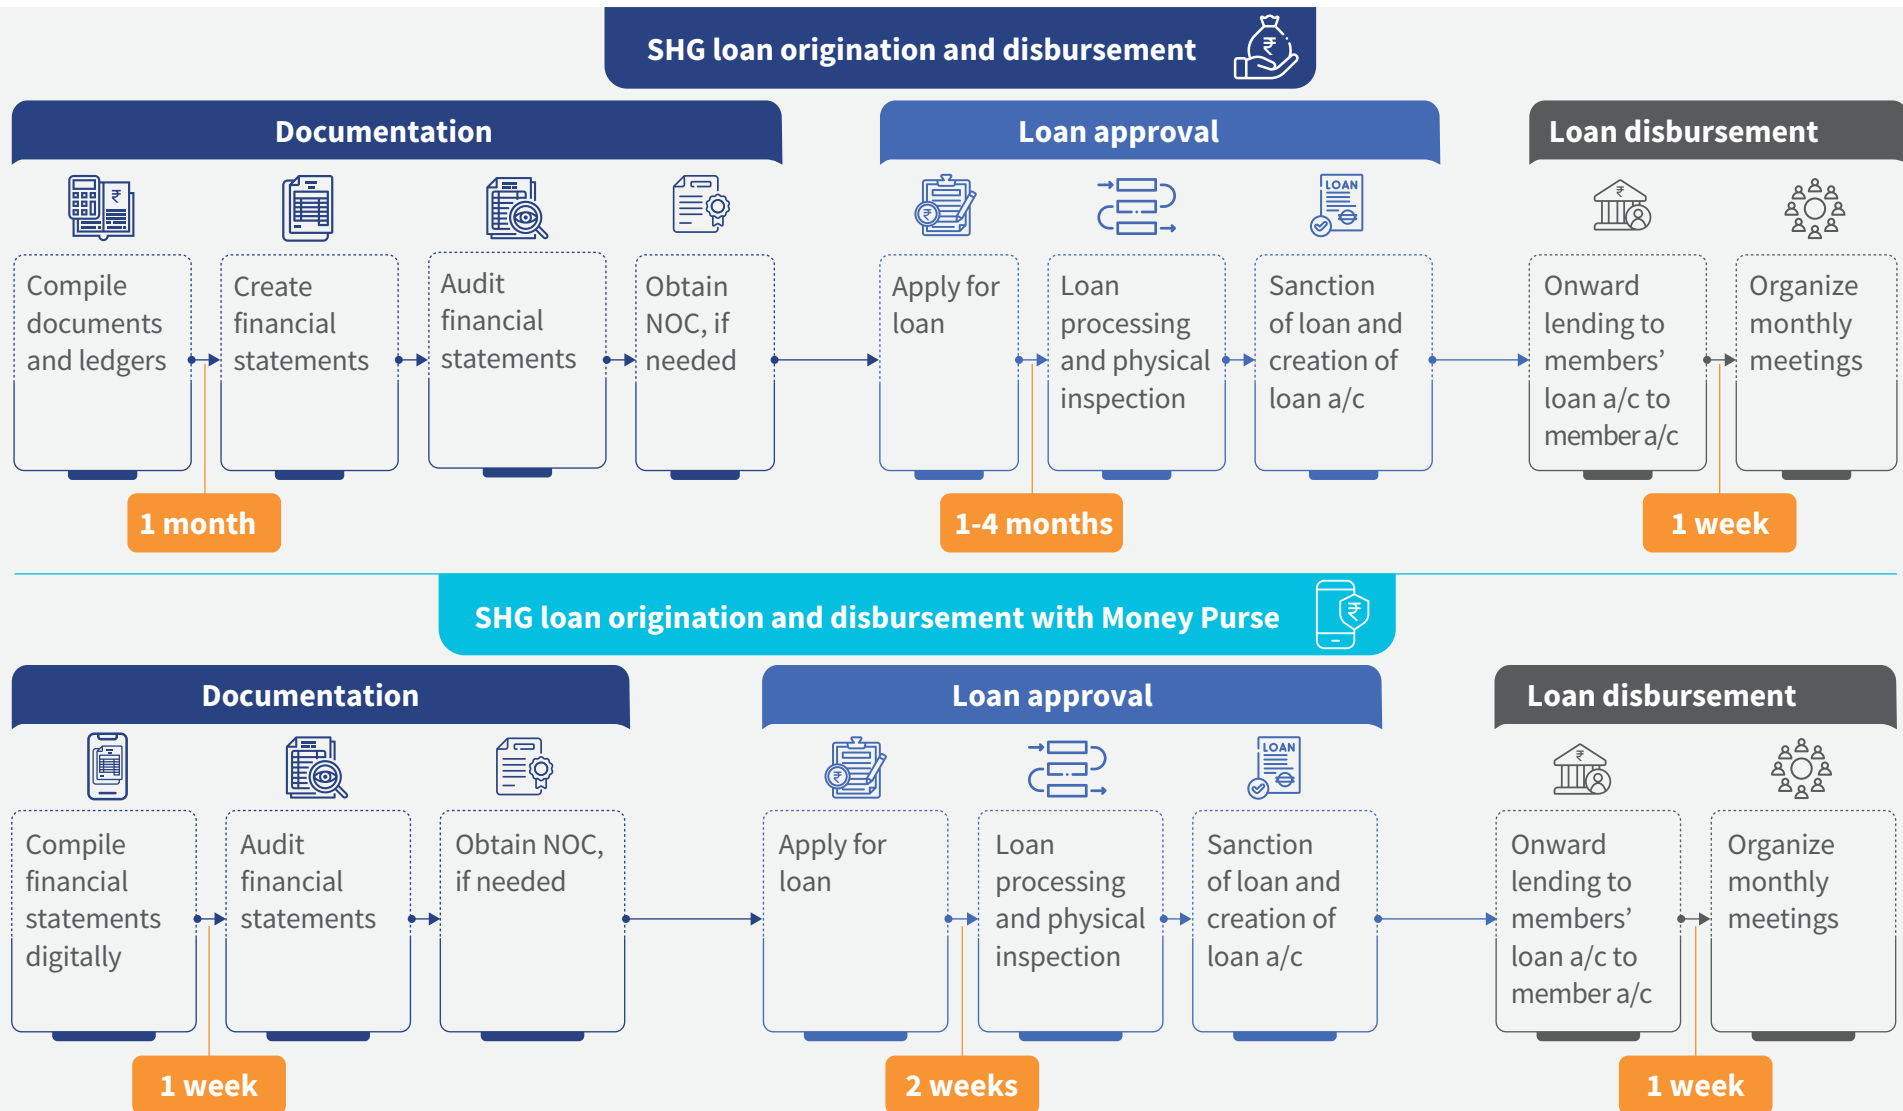 SHG loan origination and disbursement
₹
Documentation
Loan approval
Loan disbursement
₹
₹
LOAN
₹
Compile
documents
and ledgers
Create
financial
statements
Audit
financial
statements
Obtain
NOC, if
needed
Apply for
loan
Loan
processing
and physical
inspection
Sanction
of loan and
creation of
loan a/c
Onward
lending to
members’
loan a/c to
member a/c
Organize
monthly
meetings
1 month
1-4 months
1 week
SHG loan origination and disbursement with Money Purse
₹
Documentation
Loan approval
Loan disbursement
₹
LOAN
₹
Compile
financial
statements
digitally
Audit
financial
statements
Obtain NOC,
if needed
Apply for
loan
Loan
processing
and physical
inspection
Sanction
of loan and
creation of
loan a/c
Onward
lending to
members’
loan a/c to
member a/c
Organize
monthly
meetings
1 week
2 weeks
1 week